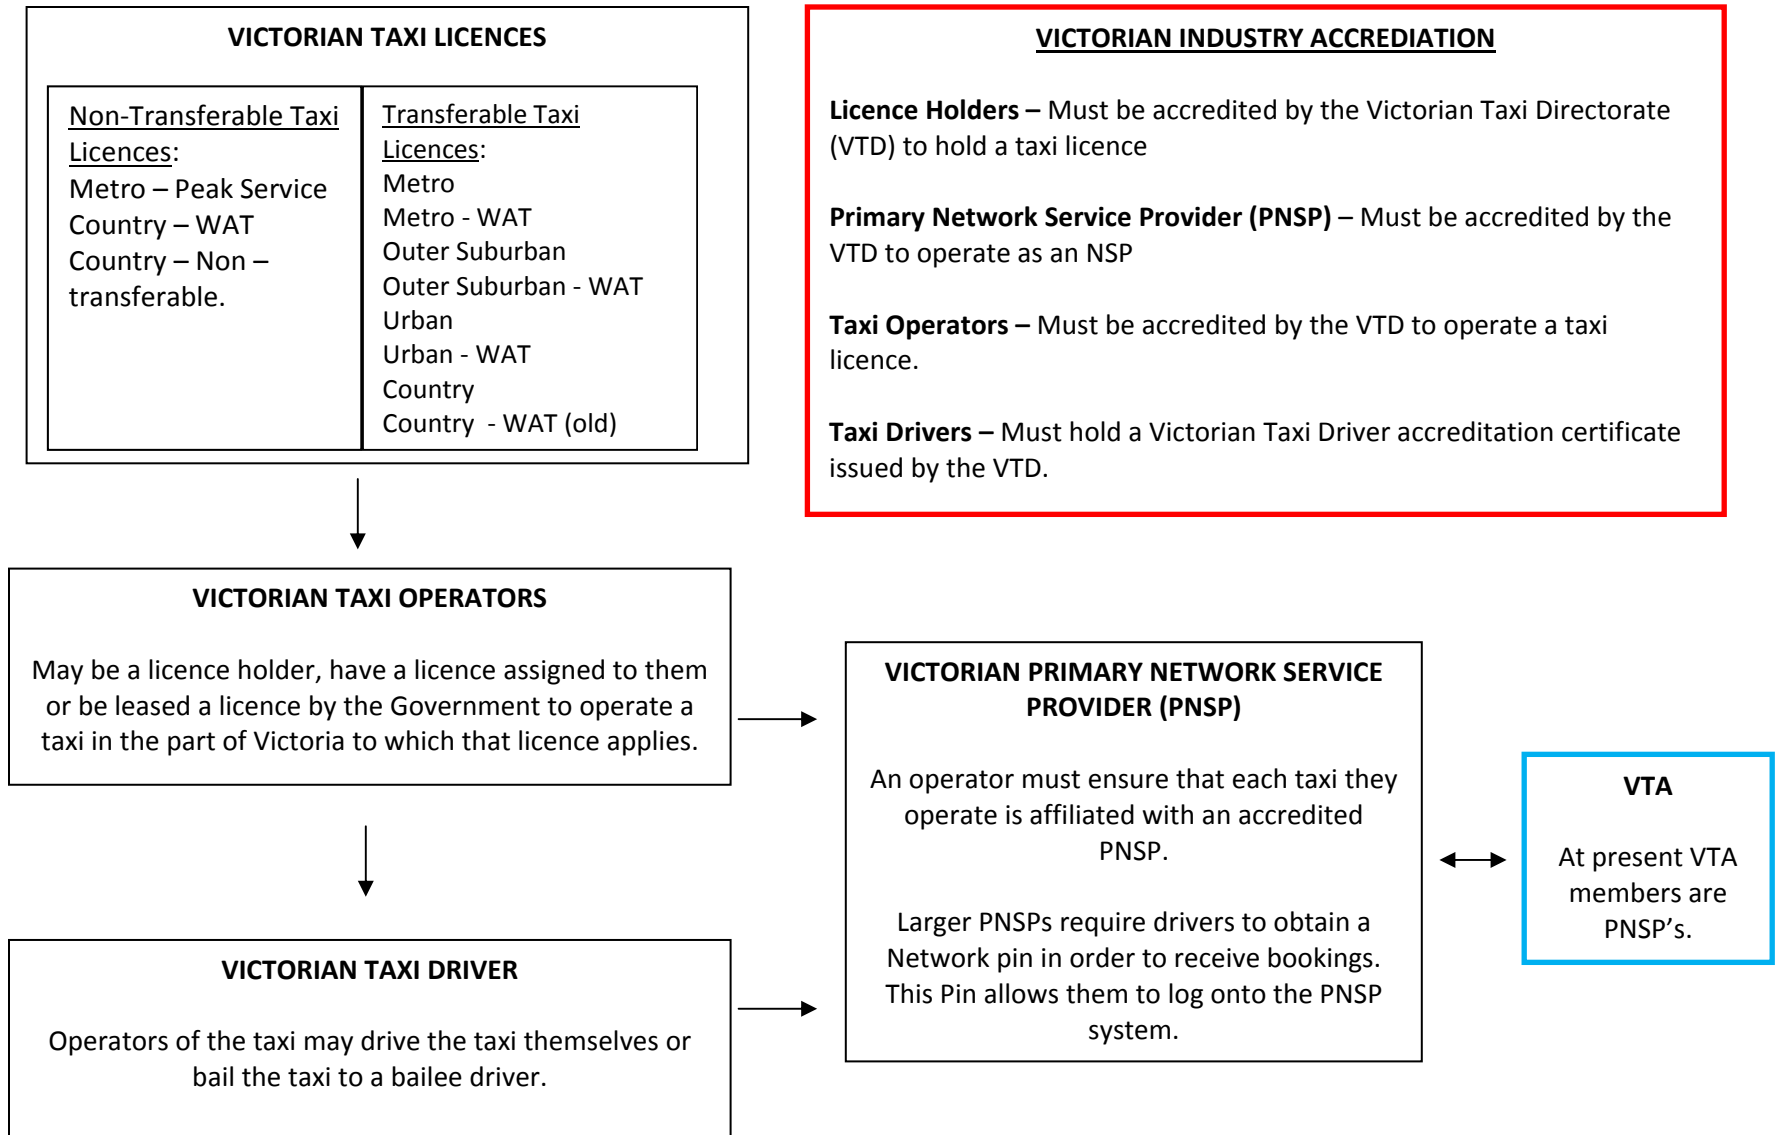 VICTORIAN TAXI LICENCES
Non-Transferable Taxi
Licences:
Metro – Peak Service
Country – WAT
Country – Non –
transferable.
Transferable Taxi
Licences:
Metro
Metro - WAT
Outer Suburban
Outer Suburban - WAT
Urban
Urban - WAT
Country
Country  - WAT (old)
VICTORIAN INDUSTRY ACCREDIATION
Licence Holders – Must be accredited by the Victorian Taxi Directorate
(VTD) to hold a taxi licence
Primary Network Service Provider (PNSP) – Must be accredited by the
VTD to operate as an NSP
Taxi Operators – Must be accredited by the VTD to operate a taxi
licence.
Taxi Drivers – Must hold a Victorian Taxi Driver accreditation certificate
issued by the VTD.
VICTORIAN TAXI OPERATORS
May be a licence holder, have a licence assigned to them
or be leased a licence by the Government to operate a
taxi in the part of Victoria to which that licence applies.
VICTORIAN PRIMARY NETWORK SERVICE
PROVIDER (PNSP)
An operator must ensure that each taxi they
operate is affiliated with an accredited
PNSP.
Larger PNSPs require drivers to obtain a
Network pin in order to receive bookings.
This Pin allows them to log onto the PNSP
system.
VTA
At present VTA
members are
PNSP’s.
VICTORIAN TAXI DRIVER
Operators of the taxi may drive the taxi themselves or
bail the taxi to a bailee driver.